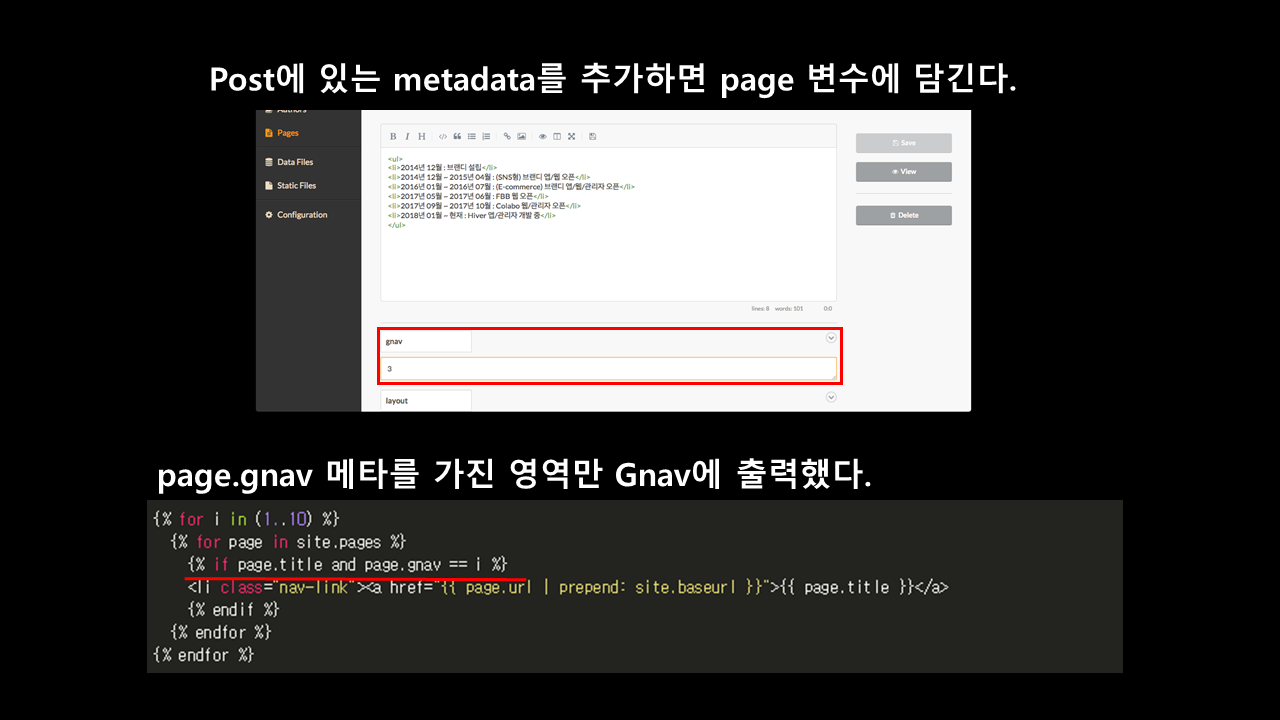 Post에 있는 metadata를 추가하면 page 변수에 담긴다.
Authors
Pages
Data Files
Static Files
Configuration
B I H
<ul>
<li>2014년 12월 : 브랜디 설립</li>
<li>2014년 12월 ~ 2015년 04월 : (SNS형) 브랜디 앱/웹 오픈</li>
<li>2016년 01월 ~ 2016년 07월 : (E-commerce) 브랜디 앱/웹/관리자 오픈</li>
<li>2017년 05월 ~ 2017년 06월 : FBB 웹 오픈</li>
<li>2017년 09월 ~ 2017년 10월 : Colabo 웹/관리자 오픈</li>
<li>2018년 01월 ~ 현재 : Hiver 앱/관리자 개발 중</li>
</ul>
lines: 8 words: 101 0:0
Save
View
Delete
gnav
3
layout
page.gnav 메타를 가진 영역만 Gnav에 출력했다.
{% for i in (1..10) %}
{% for page in site.pages %}
{% if page.title and page.gnav == i %}
<li class="nav-link"><a href="{{ page.url | prepend: site.baseurl }}">{{ page.title }}</a>
{% endif %}
{% endfor %}
{% endfor %}